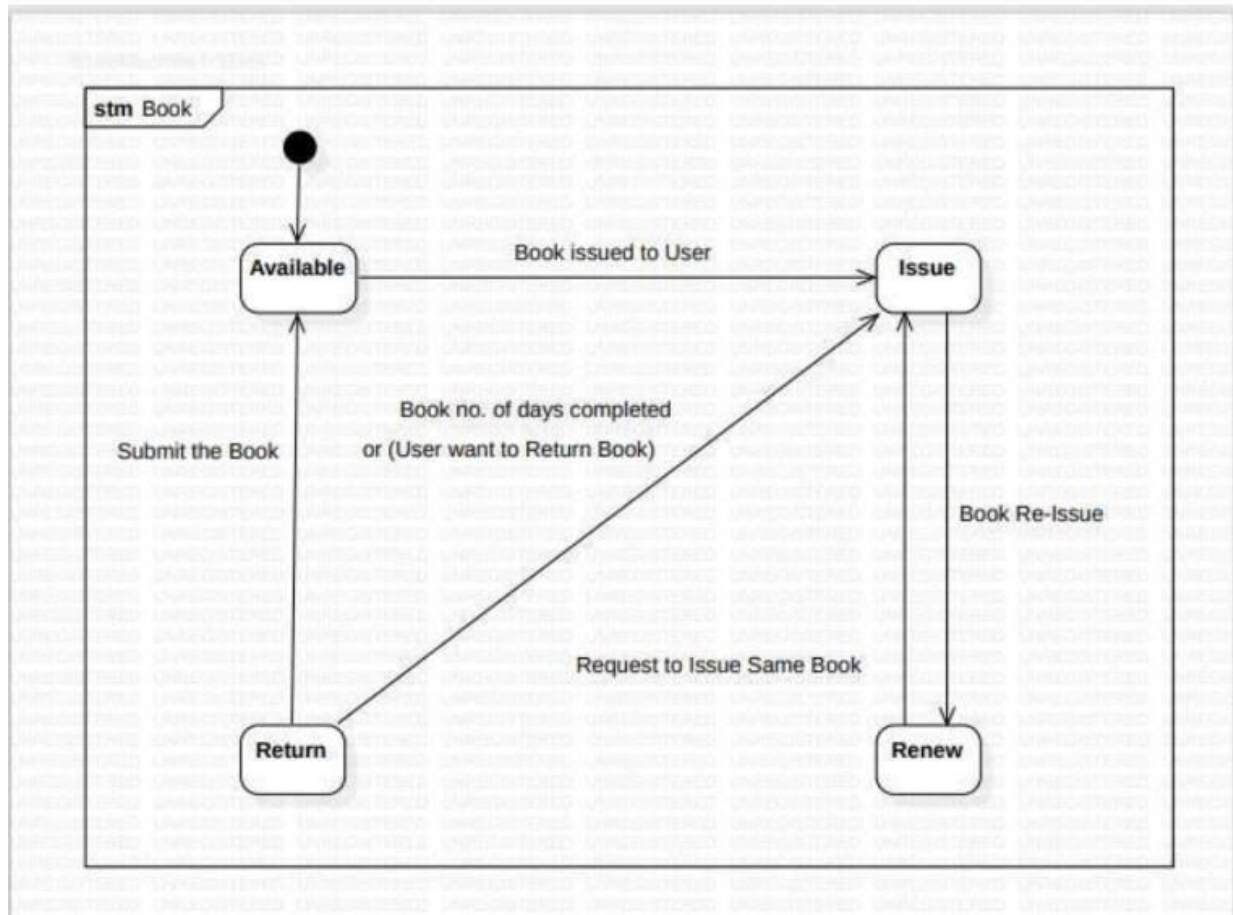 stm Book
Available
Book issued to User
Issue
Book no. of days completed
or (User want to Return Book)
Submit the Book
Book Re-Issue
Request to Issue Same Book
Return
Renew